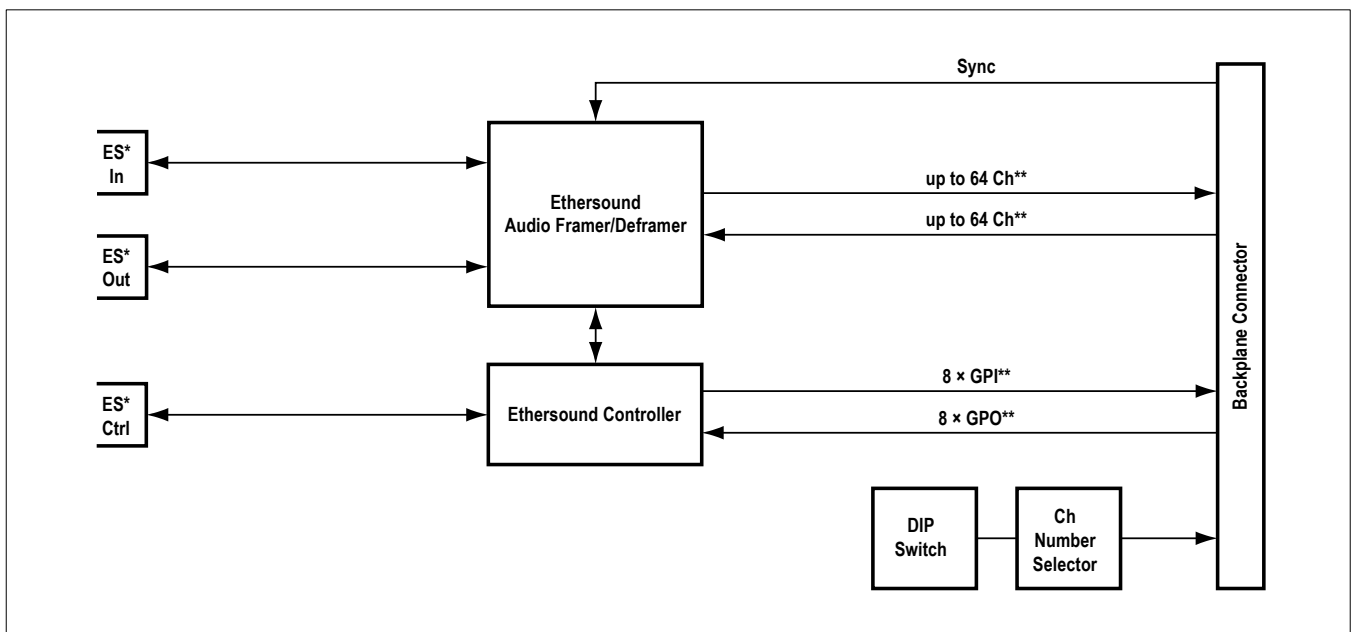 Sync
ES*
In
Ethersound
Audio Framer/Deframer
up to 64 Ch**
up to 64 Ch**
ES*
Out
Backplane Connector
ES*
Ctrl
Ethersound Controller
8 × GPI**
8 × GPO**
DIP
Switch
Ch
Number
Selector